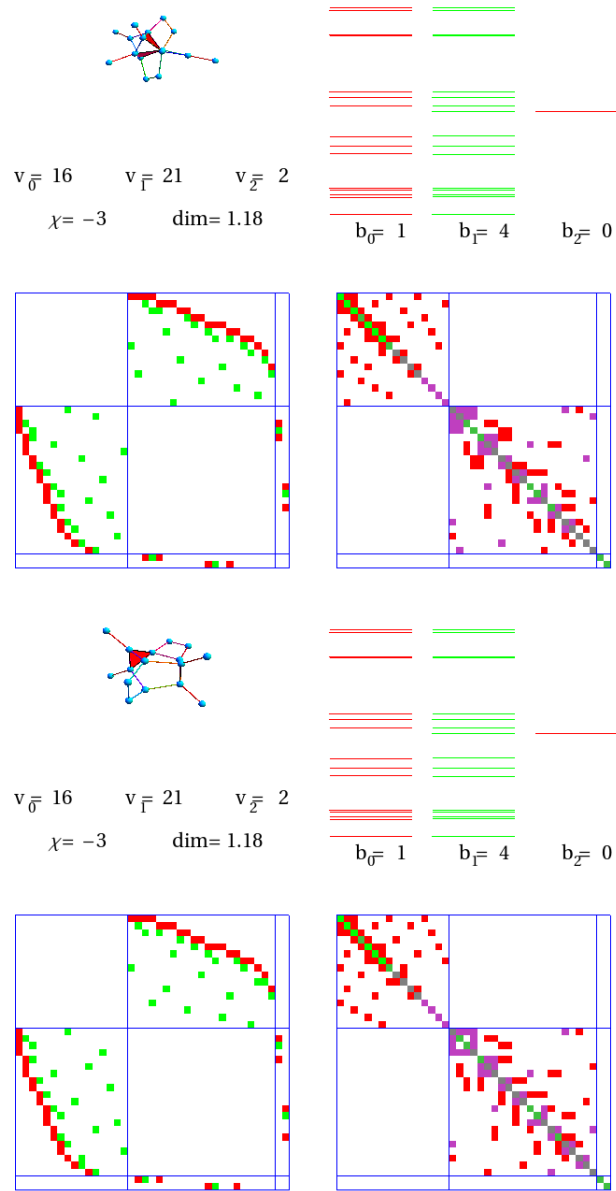 v₀= 16 v₁= 21 v₂= 2
χ= −3 dim= 1.18
b₀= 1 b₁= 4 b₂= 0
v₀= 16 v₁= 21 v₂= 2
χ= −3 dim= 1.18
b₀= 1 b₁= 4 b₂= 0